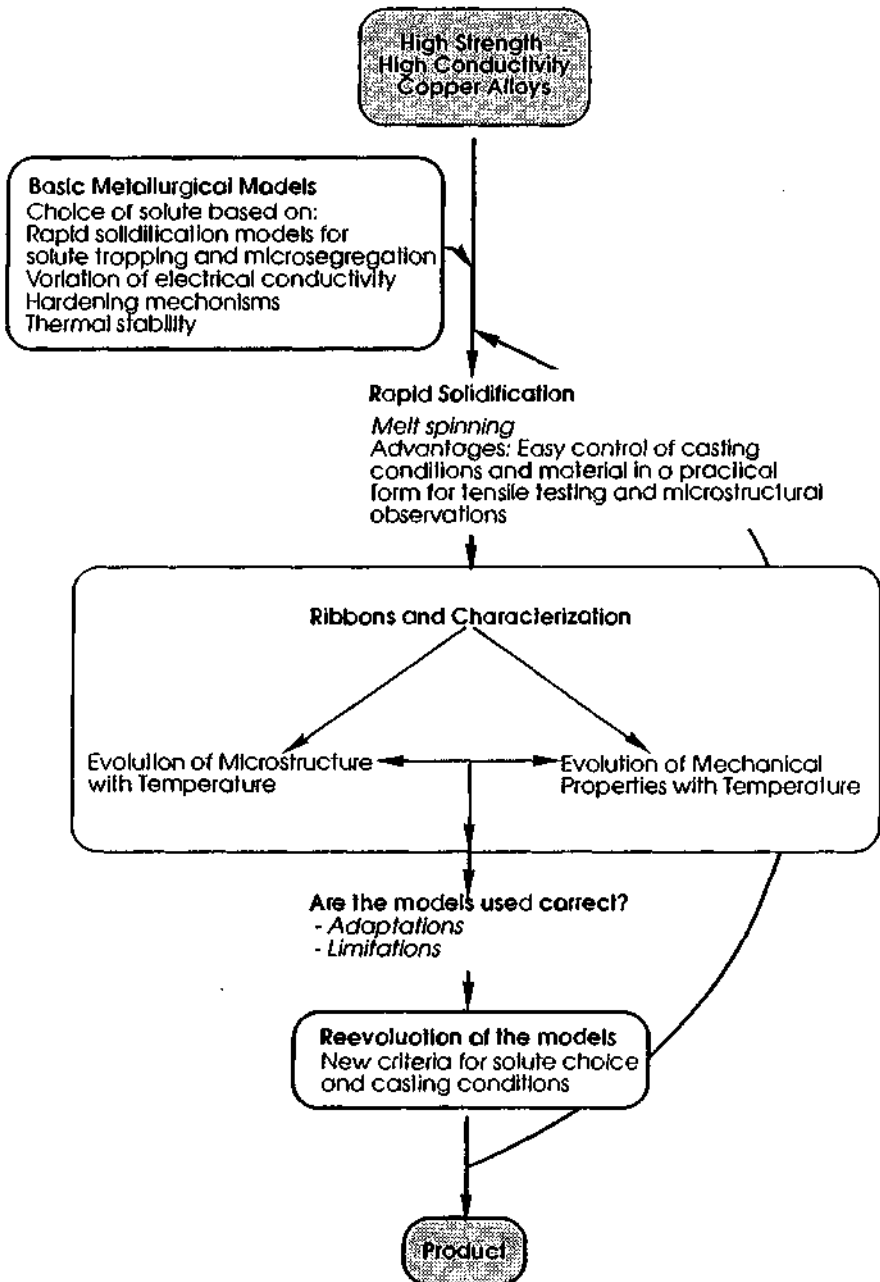 High Strength
High Conductivity
Copper Alloys
Basic Metallurgical Models
Choice of solute based on:
Rapid solidification models for
solute trapping and microsegregation
Variation of electrical conductivity
Hardening mechanisms
Thermal stability
Rapid Solidification
Melt spinning
Advantages: Easy control of casting
conditions and material in a practical
form for tensile testing and microstructural
observations
Ribbons and Characterization
Evolution of Microstructure
with Temperature
Evolution of Mechanical
Properties with Temperature
Are the models used correct?
- Adaptations
- Limitations
Reevaluation of the models
New criteria for solute choice
and casting conditions
Product